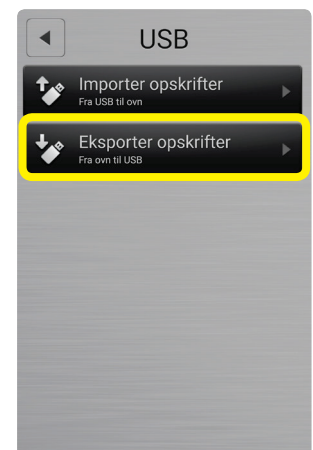 USB
Importer opskrifter
Fra USB til ovn
Eksporter opskrifter
Fra ovn til USB